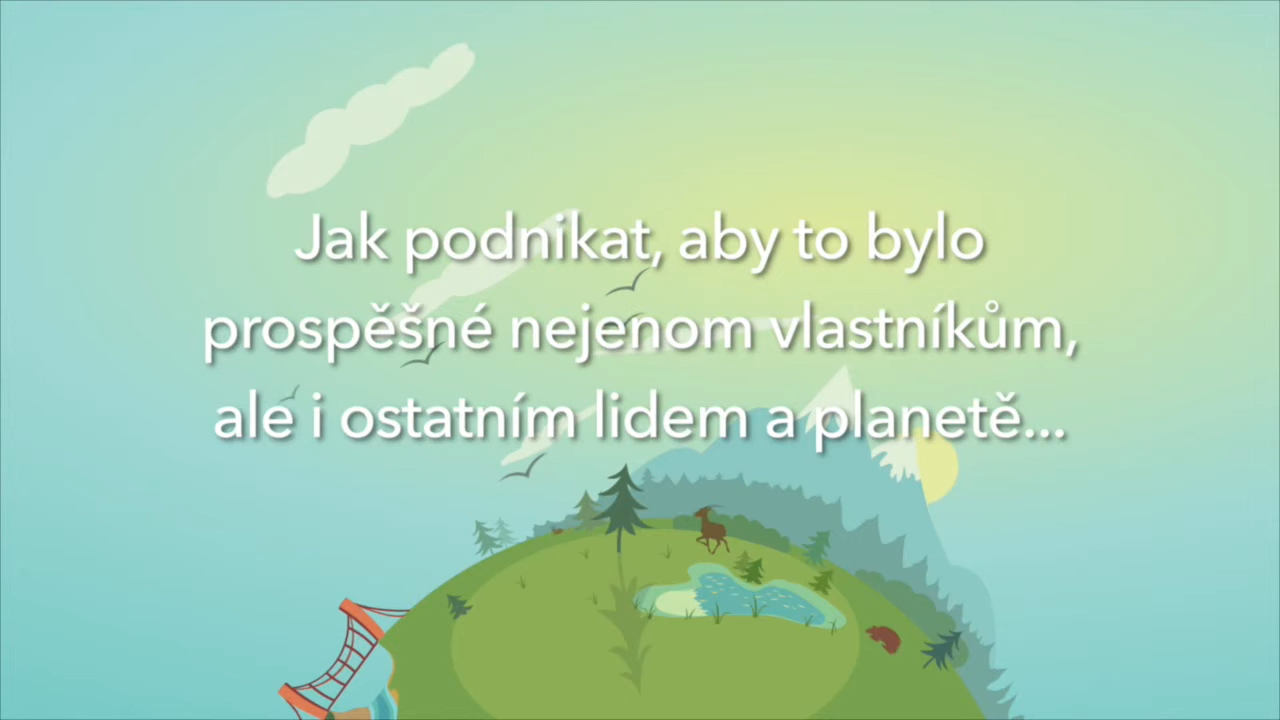 Jak podnikat, aby to bylo
prospěšné nejenom vlastníkům,
ale i ostatním lidem a planetě...